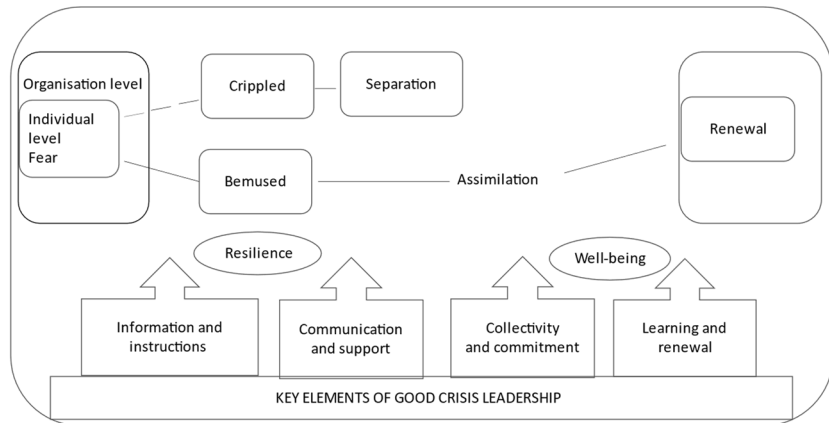 Organisation level
Individual
level
Fear
Crippled
Separation
Bemused
Assimilation
Renewal
Resilience
Well-being
Information and
instructions
Communication
and support
Collectivity
and commitment
Learning and
renewal
KEY ELEMENTS OF GOOD CRISIS LEADERSHIP